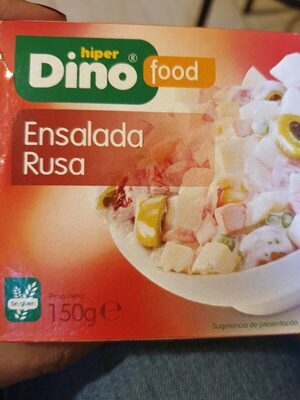 hiper
Dino® food
Ensalada
Rusa
Sin gluten
Peso neto
150g ℮
Sugerencia de presentación